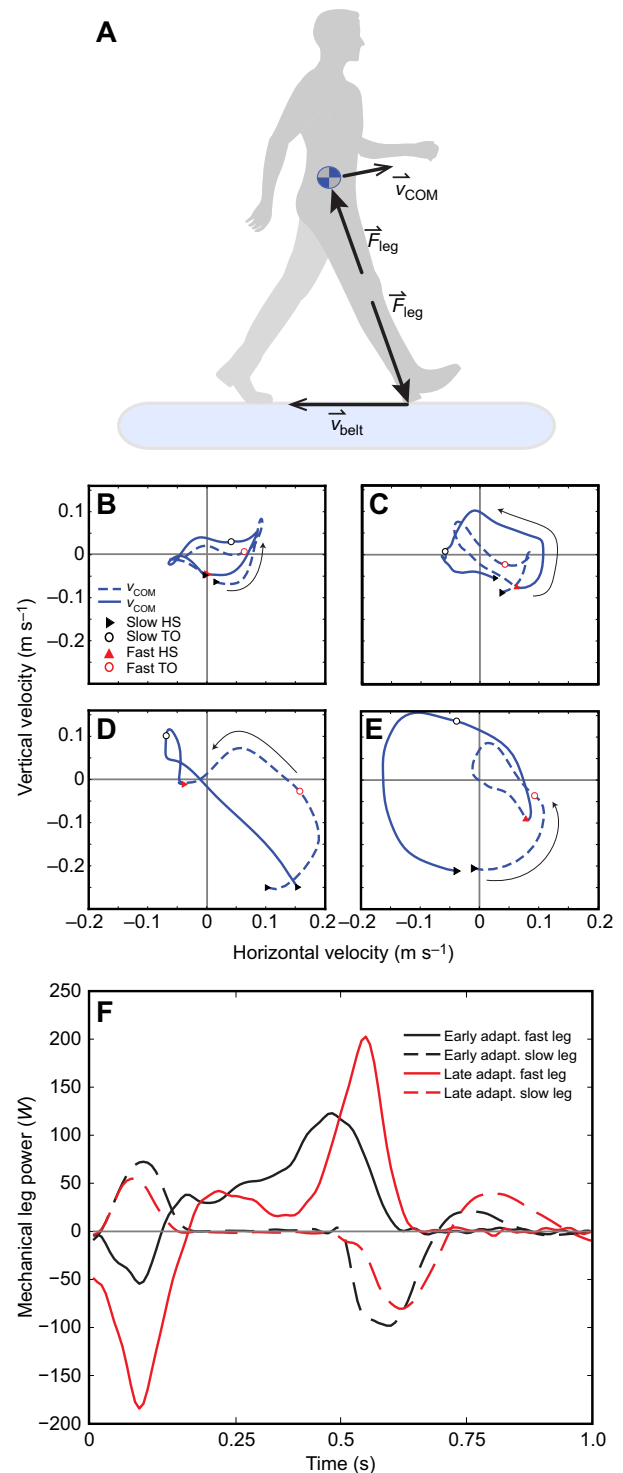 A
v⃗COM
F⃗leg
F⃗leg
v⃗belt
B
C
0.1
0
–0.1
–0.2
vCOM
vCOM
Slow HS
Slow TO
Fast HS
Fast TO
Vertical velocity (m s–1)
D
E
0.1
0
–0.1
–0.2
–0.2 –0.1 0 0.1 0.2 –0.2 –0.1 0 0.1 0.2
Horizontal velocity (m s–1)
F
250
200
150
100
50
0
−50
−100
−150
−200
Early adapt. fast leg
Early adapt. slow leg
Late adapt. fast leg
Late adapt. slow leg
Mechanical leg power (W)
0 0.25 0.5 0.75 1.0
Time (s)